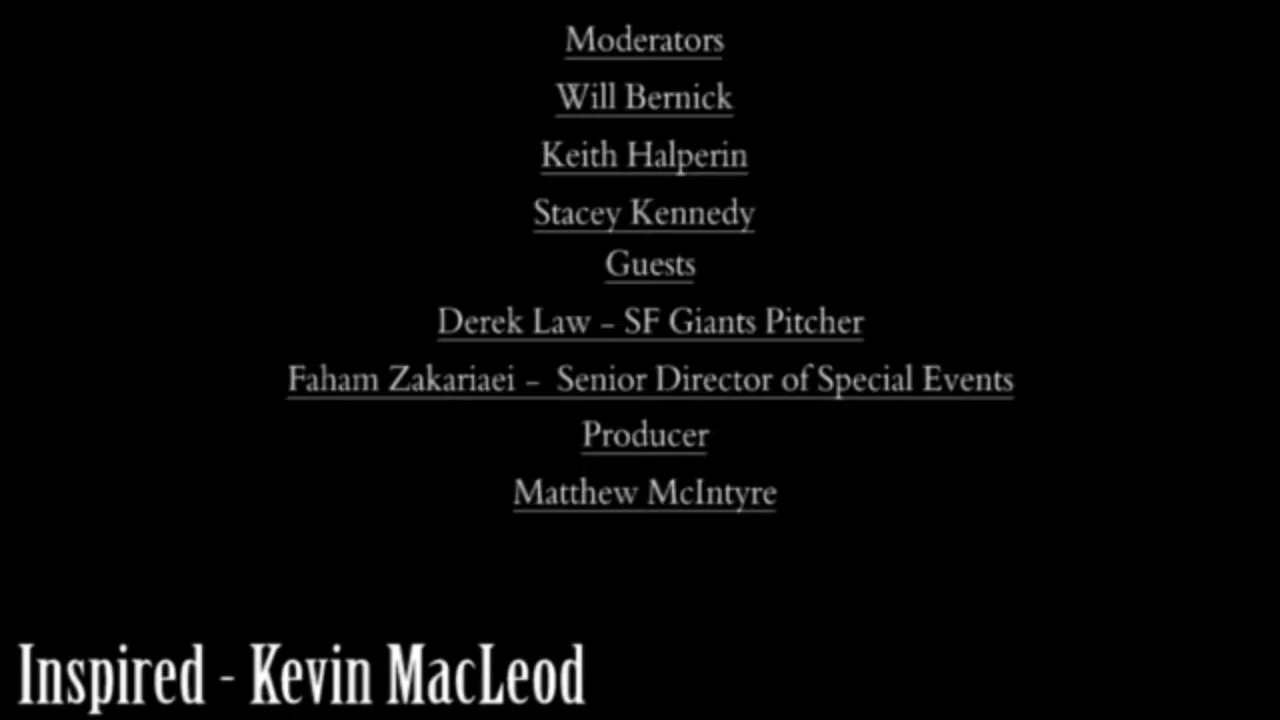 Moderators
Will Bernick
Keith Halperin
Stacey Kennedy
Guests
Derek Law - SF Giants Pitcher
Faham Zakariaei - Senior Director of Special Events
Producer
Matthew McIntyre
Inspired - Kevin MacLeod